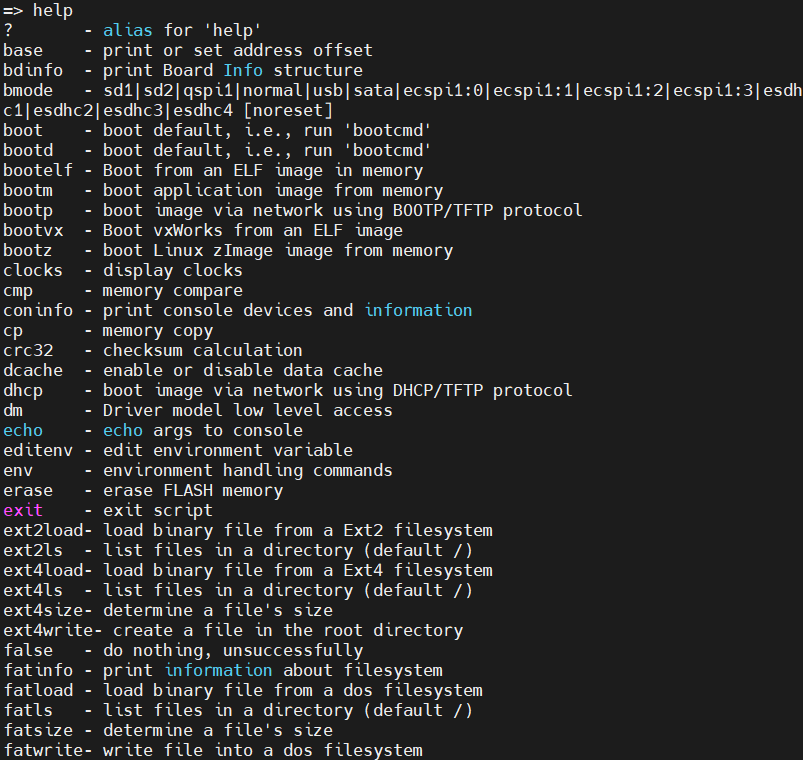 => help
?       - alias for 'help'
base    - print or set address offset
bdinfo  - print Board Info structure
bmode   - sd1|sd2|qspi1|normal|usb|sata|ecspi1:0|ecspi1:1|ecspi1:2|ecspi1:3|esdh
c1|esdhc2|esdhc3|esdhc4 [noreset]
boot    - boot default, i.e., run 'bootcmd'
bootd   - boot default, i.e., run 'bootcmd'
bootelf - Boot from an ELF image in memory
bootm   - boot application image from memory
bootp   - boot image via network using BOOTP/TFTP protocol
bootvx  - Boot vxWorks from an ELF image
bootz   - boot Linux zImage image from memory
clocks  - display clocks
cmp     - memory compare
coninfo - print console devices and information
cp      - memory copy
crc32   - checksum calculation
dcache  - enable or disable data cache
dhcp    - boot image via network using DHCP/TFTP protocol
dm      - Driver model low level access
echo    - echo args to console
editenv - edit environment variable
env     - environment handling commands
erase   - erase FLASH memory
exit    - exit script
ext2load- load binary file from a Ext2 filesystem
ext2ls  - list files in a directory (default /)
ext4load- load binary file from a Ext4 filesystem
ext4ls  - list files in a directory (default /)
ext4size- determine a file's size
ext4write- create a file in the root directory
false   - do nothing, unsuccessfully
fatinfo - print information about filesystem
fatload - load binary file from a dos filesystem
fatls   - list files in a directory (default /)
fatsize - determine a file's size
fatwrite- write file into a dos filesystem